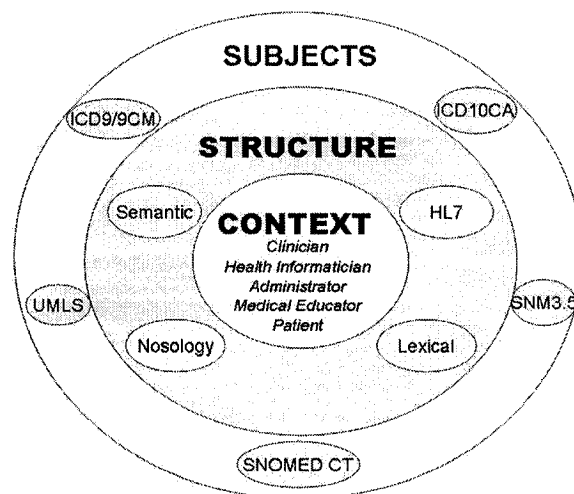 SUBJECTS
ICD9/9CM
ICD10CA
STRUCTURE
Semantic
HL7
CONTEXT
Clinician
Health Informatician
Administrator
Medical Educator
Patient
UMLS
SNM3.5
Nosology
Lexical
SNOMED CT